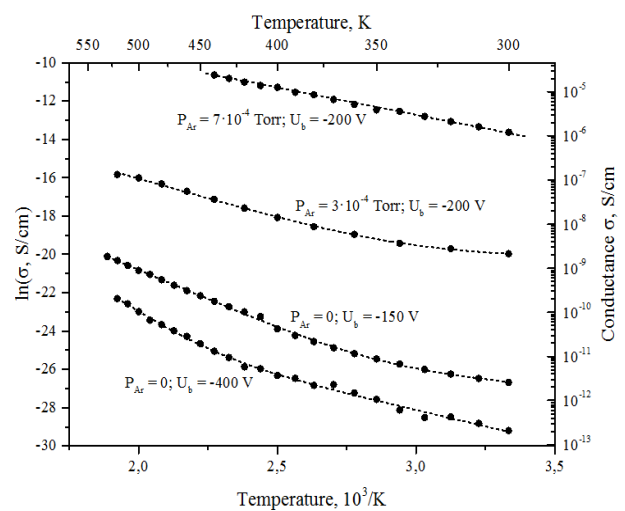 Temperature, K
550 500 450 400 350 300
-10
-12
-14
-16
-18
-20
-22
-24
-26
-28
-30
ln(σ, S/cm)
P_Ar = 7·10^-4 Torr; U_b = -200 V
P_Ar = 3·10^-4 Torr; U_b = -200 V
P_Ar = 0; U_b = -150 V
P_Ar = 0; U_b = -400 V
10^-5
10^-6
10^-7
10^-8
10^-9
10^-10
10^-11
10^-12
10^-13
Conductance σ, S/cm
2,0 2,5 3,0 3,5
Temperature, 10^3/K